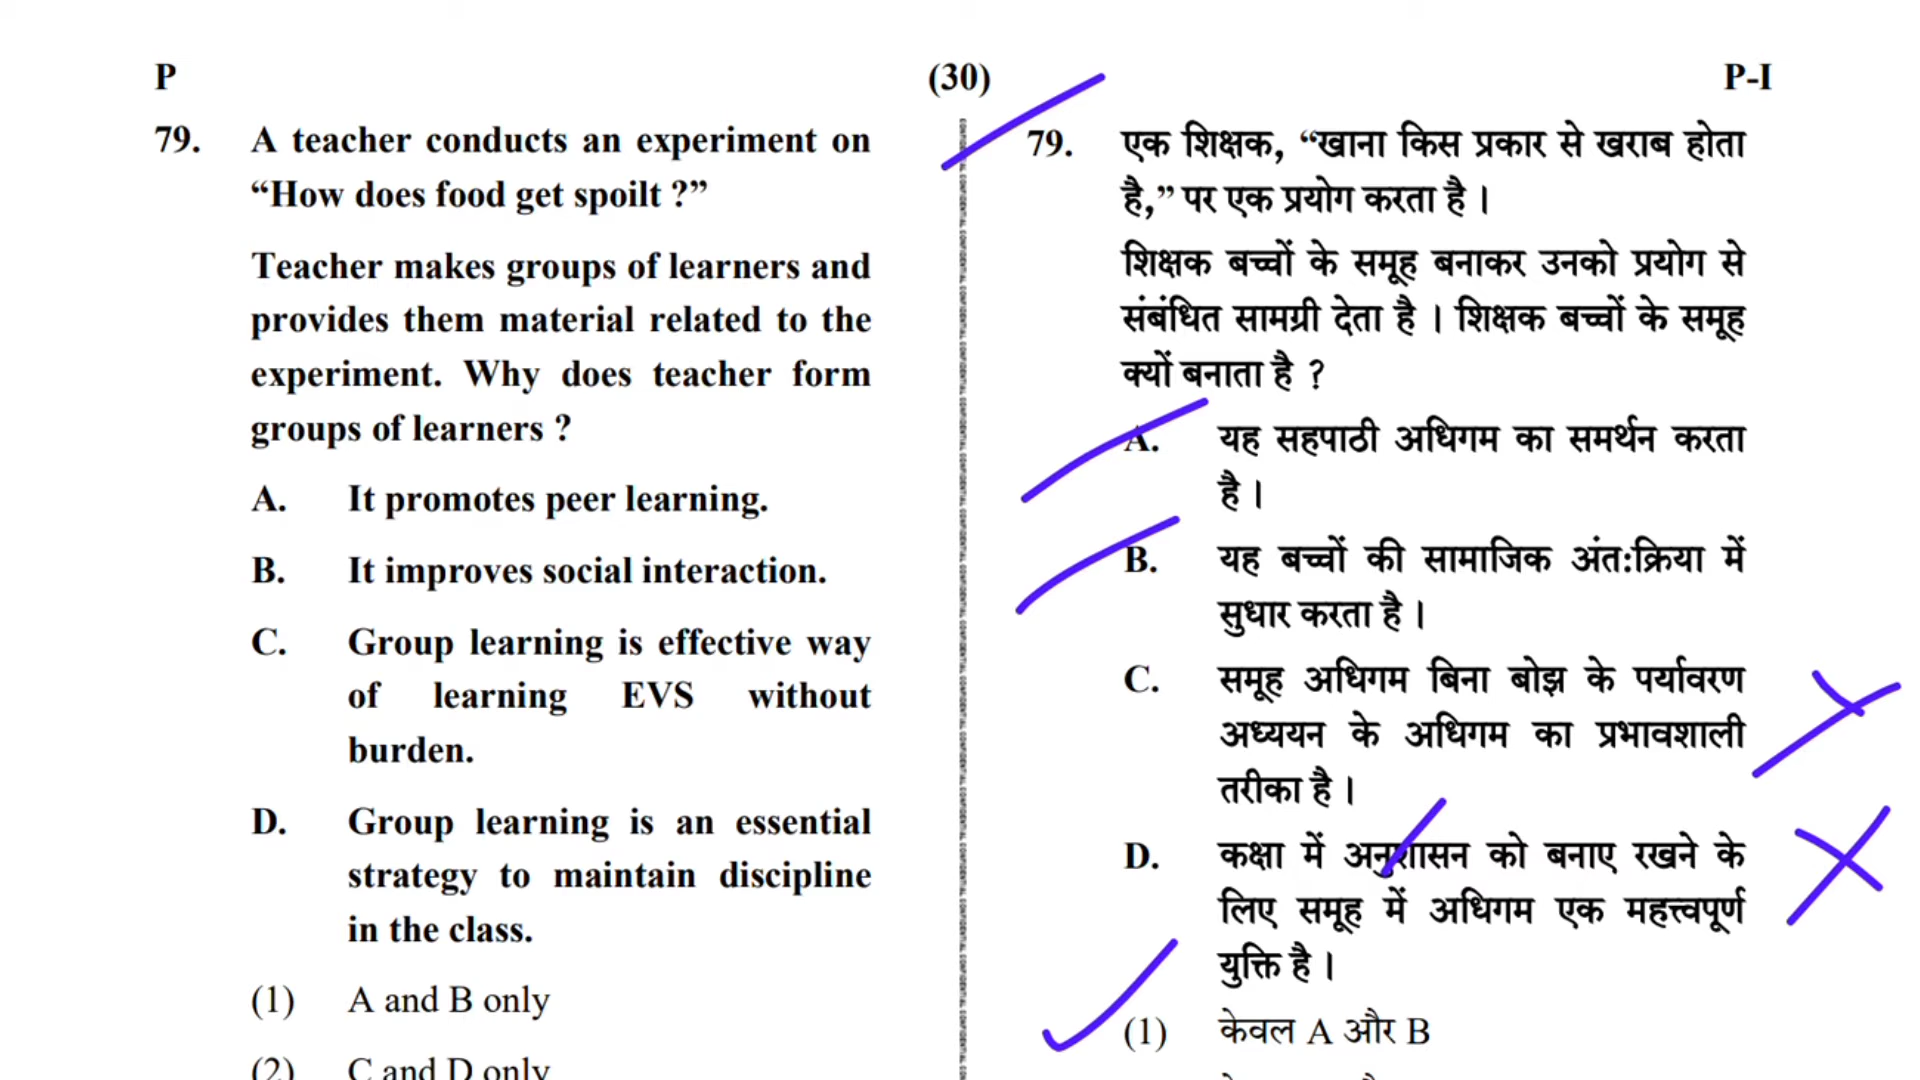 P
(30)
P-I
79.
A teacher conducts an experiment on
“How does food get spoilt ?”
Teacher makes groups of learners and
provides them material related to the
experiment. Why does teacher form
groups of learners ?
A. It promotes peer learning.
B. It improves social interaction.
C. Group learning is effective way
of learning EVS without
burden.
D. Group learning is an essential
strategy to maintain discipline
in the class.
(1) A and B only
(2) C and D only
79.
एक शिक्षक, “खाना किस प्रकार से खराब होता
है,” पर एक प्रयोग करता है ।
शिक्षक बच्चों के समूह बनाकर उनको प्रयोग से
संबंधित सामग्री देता है । शिक्षक बच्चों के समूह
क्यों बनाता है ?
A. यह सहपाठी अधिगम का समर्थन करता
है ।
B. यह बच्चों की सामाजिक अंत:क्रिया में
सुधार करता है ।
C. समूह अधिगम बिना बोझ के पर्यावरण
अध्ययन के अधिगम का प्रभावशाली
तरीका है ।
D. कक्षा में अनुशासन को बनाए रखने के
लिए समूह में अधिगम एक महत्त्वपूर्ण
युक्ति है ।
(1) केवल A और B